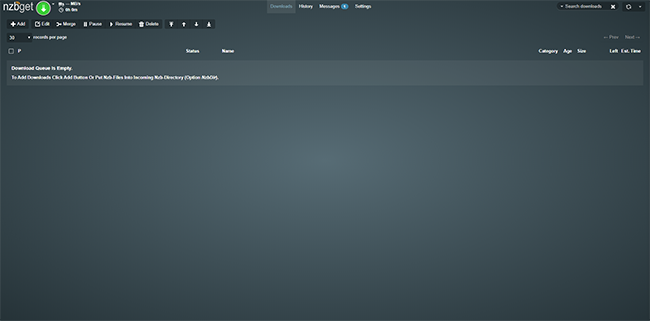 nzbget
-- MB/s
0h 0m
Downloads History Messages 1 Settings
Search downloads
Add Edit Merge Pause Resume Delete
30 records per page
← Prev Next →
P Status Name Category Age Size Left Est. Time
Download Queue Is Empty.
To Add Downloads Click Add Button Or Put Nzb-Files Into Incoming Nzb-Directory (Option NzbDir).